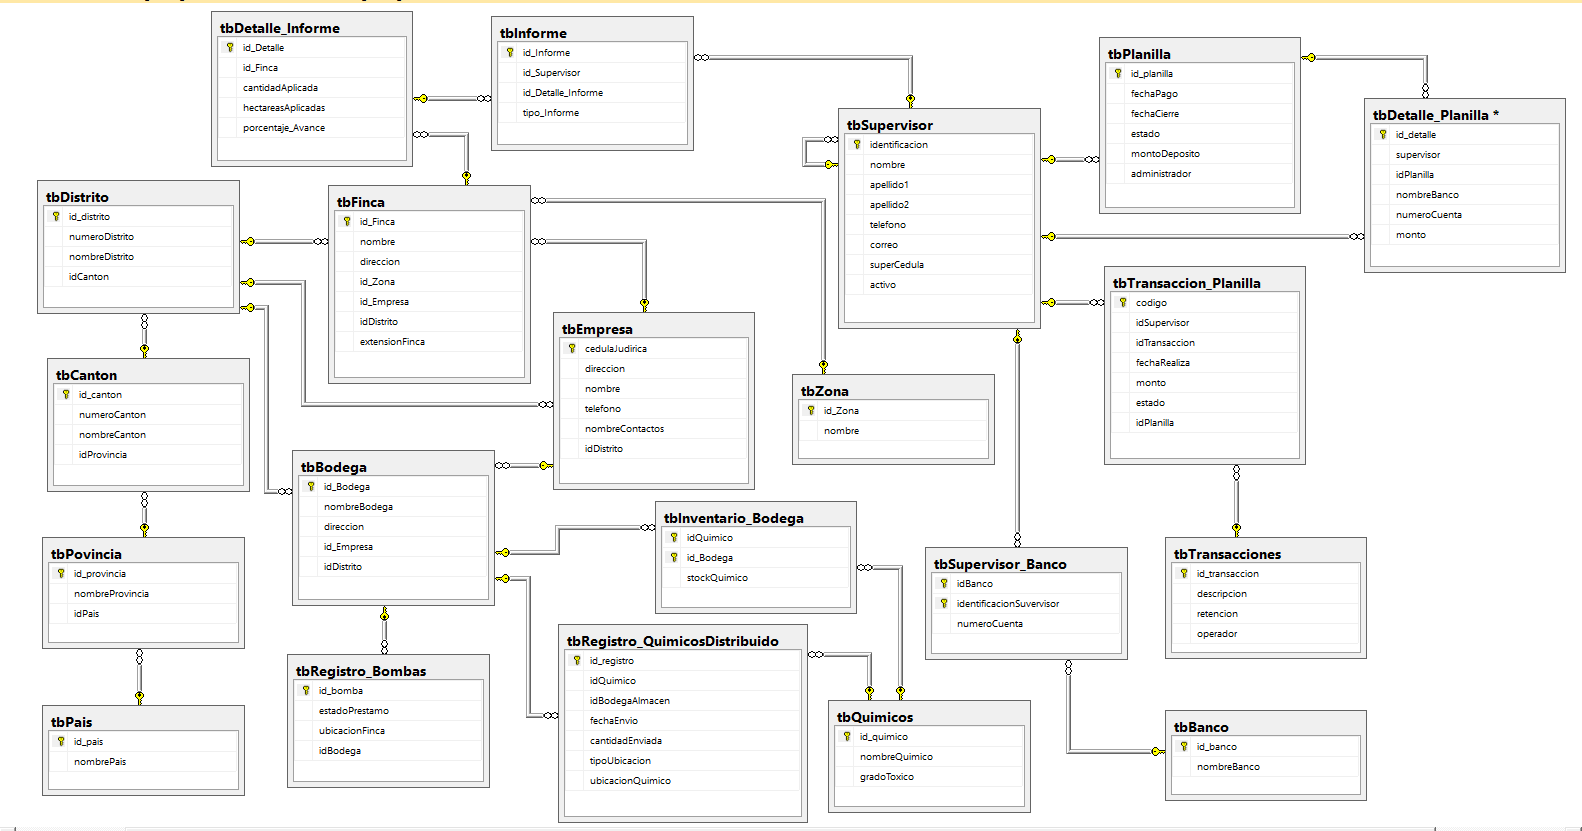 tbDetalle_Informe
id_Detalle
id_Finca
cantidadAplicada
hectareasAplicadas
porcentaje_Avance
tbInforme
id_Informe
id_Supervisor
id_Detalle_Informe
tipo_Informe
tbPlanilla
id_planilla
fechaPago
fechaCierre
estado
montoDeposito
administrador
tbDetalle_Planilla *
id_detalle
supervisor
idPlanilla
nombreBanco
numeroCuenta
monto
tbSupervisor
identificacion
nombre
apellido1
apellido2
telefono
correo
superCedula
activo
tbDistrito
id_distrito
numeroDistrito
nombreDistrito
idCanton
tbFinca
id_Finca
nombre
direccion
id_Zona
id_Empresa
idDistrito
extensionFinca
tbTransaccion_Planilla
codigo
idSupervisor
idTransaccion
fechaRealiza
monto
estado
idPlanilla
tbEmpresa
cedulaJudirica
direccion
nombre
telefono
nombreContactos
idDistrito
tbCanton
id_canton
numeroCanton
nombreCanton
idProvincia
tbZona
id_Zona
nombre
tbBodega
id_Bodega
nombreBodega
direccion
id_Empresa
idDistrito
tbInventario_Bodega
idQuimico
id_Bodega
stockQuimico
tbPovincia
id_provincia
nombreProvincia
idPais
tbSupervisor_Banco
idBanco
identificacionSuvervisor
numeroCuenta
tbTransacciones
id_transaccion
descripcion
retencion
operador
tbRegistro_QuimicosDistribuido
id_registro
idQuimico
idBodegaAlmacen
fechaEnvio
cantidadEnviada
tipoUbicacion
ubicacionQuimico
tbRegistro_Bombas
id_bomba
estadoPrestamo
ubicacionFinca
idBodega
tbPais
id_pais
nombrePais
tbQuimicos
id_quimico
nombreQuimico
gradoToxico
tbBanco
id_banco
nombreBanco